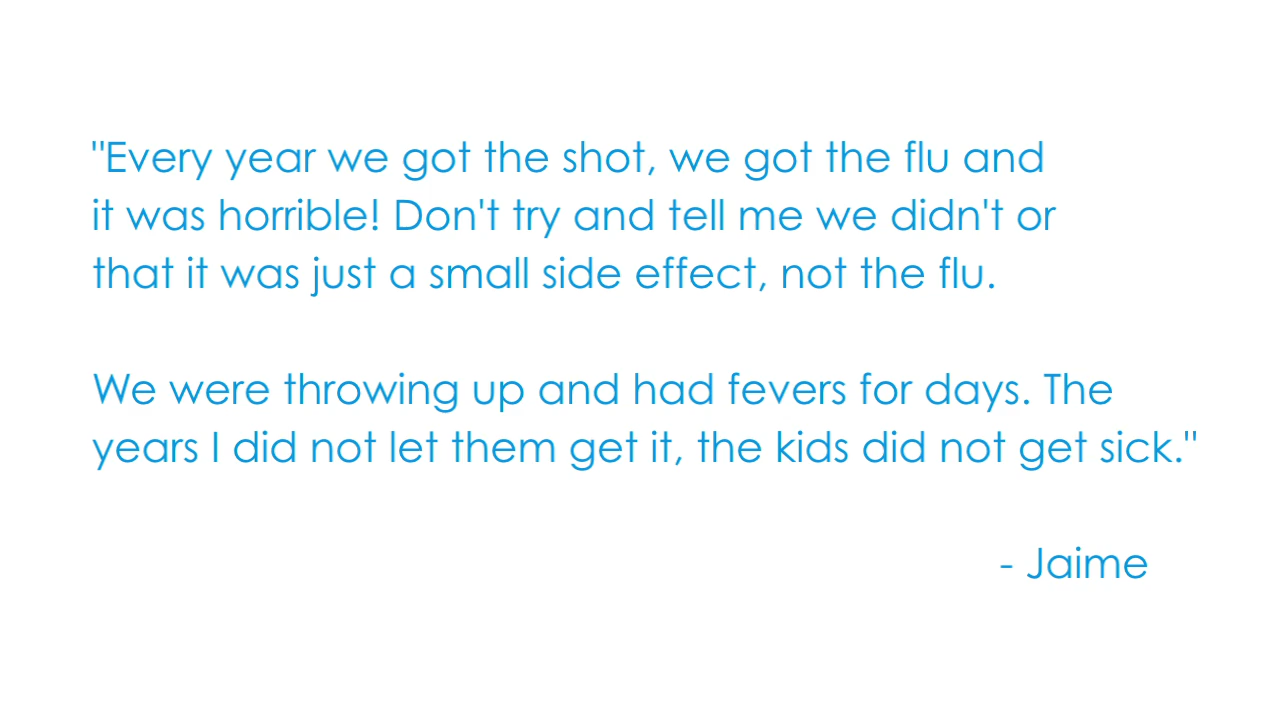 "Every year we got the shot, we got the flu and
it was horrible! Don't try and tell me we didn't or
that it was just a small side effect, not the flu.
We were throwing up and had fevers for days. The
years I did not let them get it, the kids did not get sick."
- Jaime